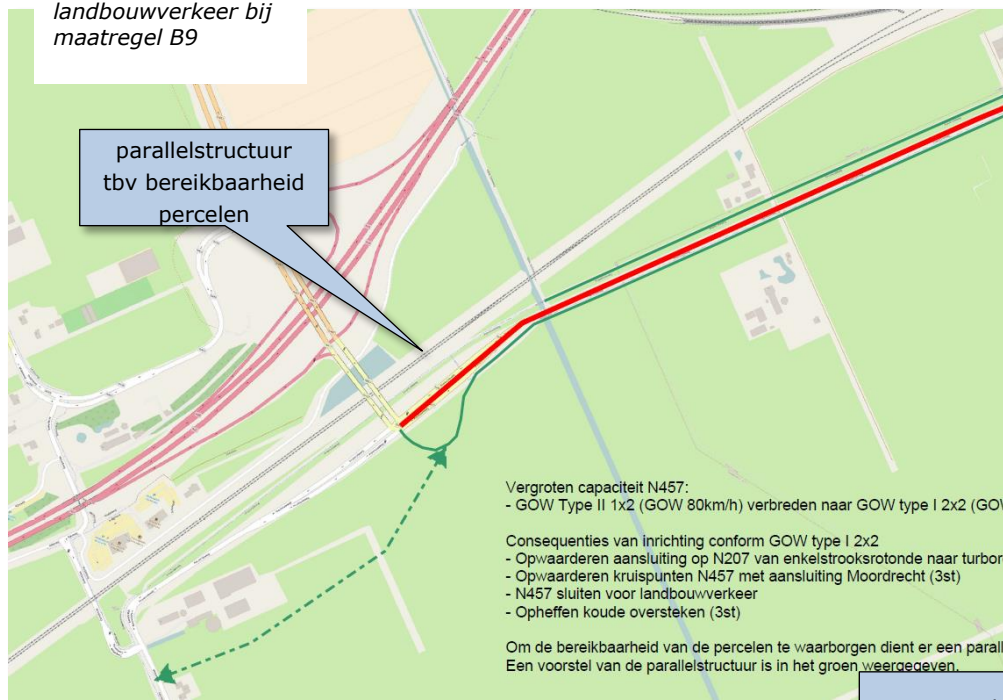 landbouwverkeer bij
maatregel B9
parallelstructuur
tbv bereikbaarheid
percelen
Vergroten capaciteit N457:
- GOW Type II 1x2 (GOW 80km/h) verbreden naar GOW type I 2x2 (GOW
Consequenties van inrichting conform GOW type I 2x2
- Opwaarderen aansluiting op N207 van enkelstrooksrotonde naar turboro
- Opwaarderen kruispunten N457 met aansluiting Moordrecht (3st)
- N457 sluiten voor landbouwverkeer
- Opheffen koude oversteken (3st)
Om de bereikbaarheid van de percelen te waarborgen dient er een parall
Een voorstel van de parallelstructuur is in het groen weergegeven.